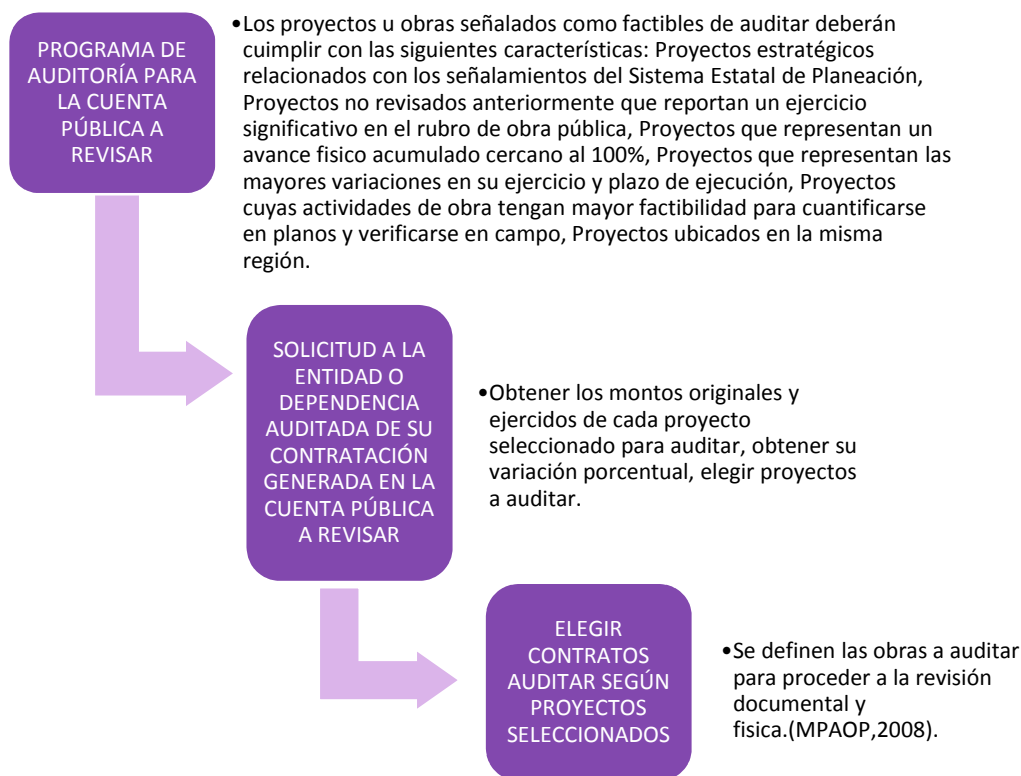 PROGRAMA DE
AUDITORÍA PARA
LA CUENTA
PÚBLICA A
REVISAR
•Los proyectos u obras señalados como factibles de auditar deberán
cuimplir con las siguientes características: Proyectos estratégicos
relacionados con los señalamientos del Sistema Estatal de Planeación,
Proyectos no revisados anteriormente que reportan un ejercicio
significativo en el rubro de obra pública, Proyectos que representan un
avance fisico acumulado cercano al 100%, Proyectos que representan las
mayores variaciones en su ejercicio y plazo de ejecución, Proyectos
cuyas actividades de obra tengan mayor factibilidad para cuantificarse
en planos y verificarse en campo, Proyectos ubicados en la misma
región.
SOLICITUD A LA
ENTIDAD O
DEPENDENCIA
AUDITADA DE SU
CONTRATACIÓN
GENERADA EN LA
CUENTA PÚBLICA
A REVISAR
•Obtener los montos originales y
ejercidos de cada proyecto
seleccionado para auditar, obtener su
variación porcentual, elegir proyectos
a auditar.
ELEGIR
CONTRATOS
AUDITAR SEGÚN
PROYECTOS
SELECCIONADOS
•Se definen las obras a auditar
para proceder a la revisión
documental y
fisica.(MPAOP,2008).